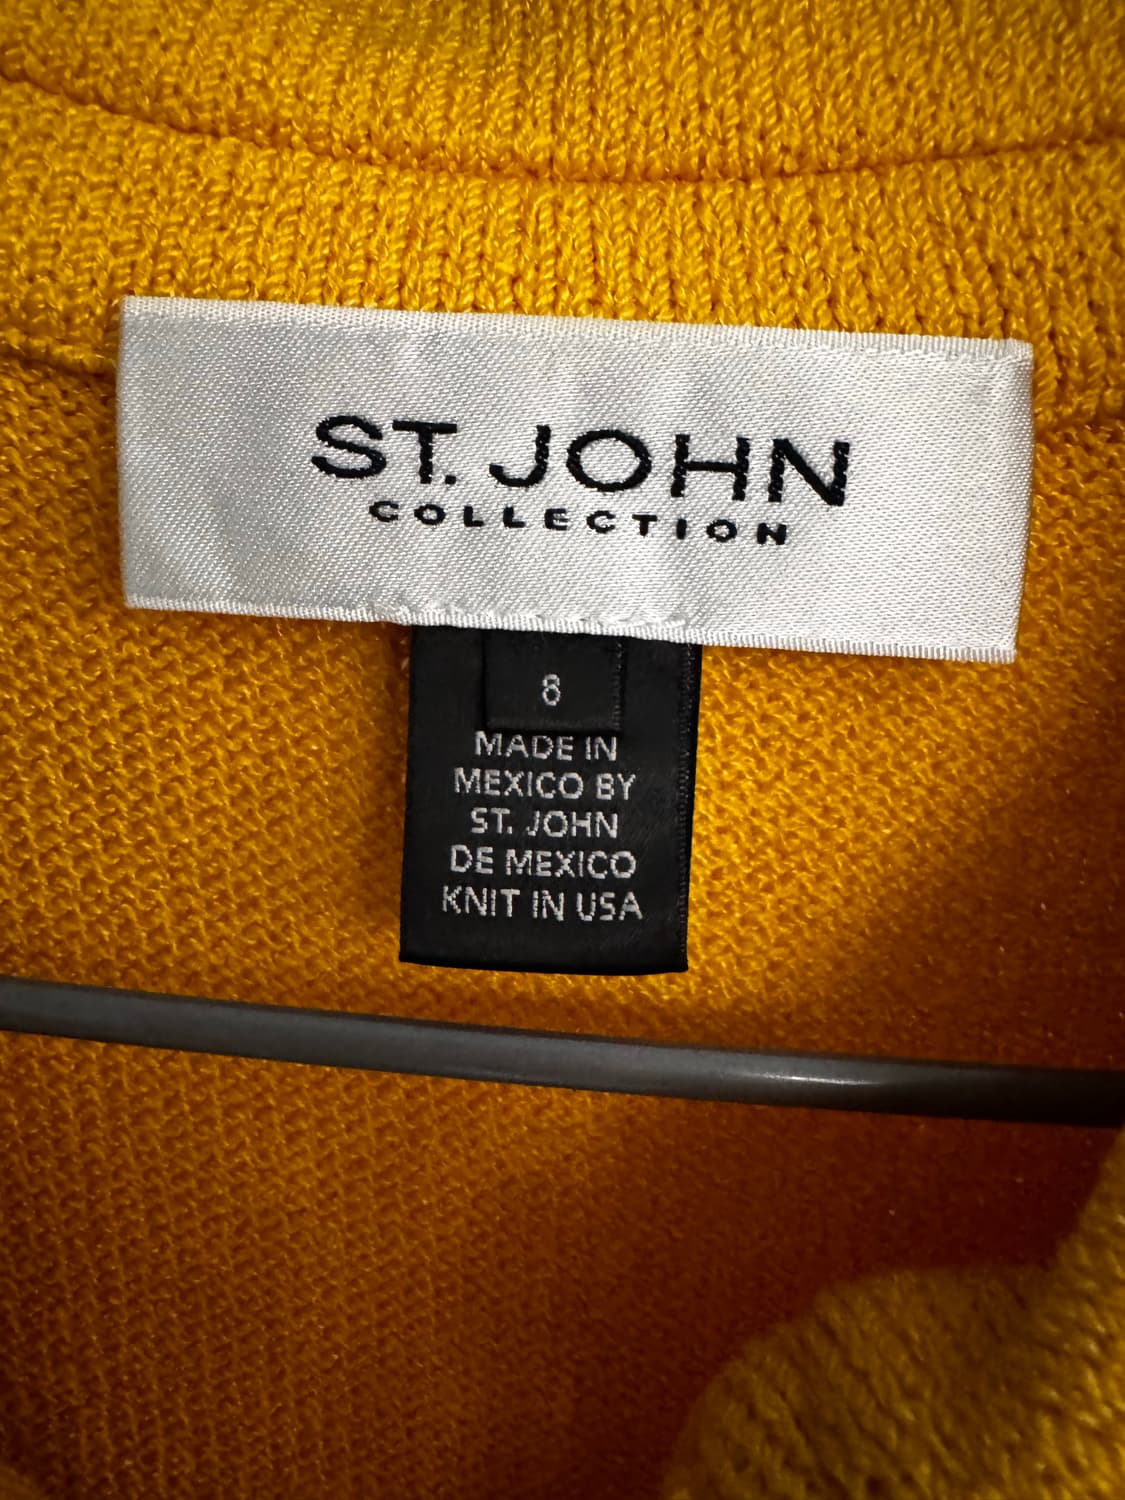 ST. JOHN
COLLECTION
8
MADE IN
MEXICO BY
ST. JOHN
DE MEXICO
KNIT IN USA